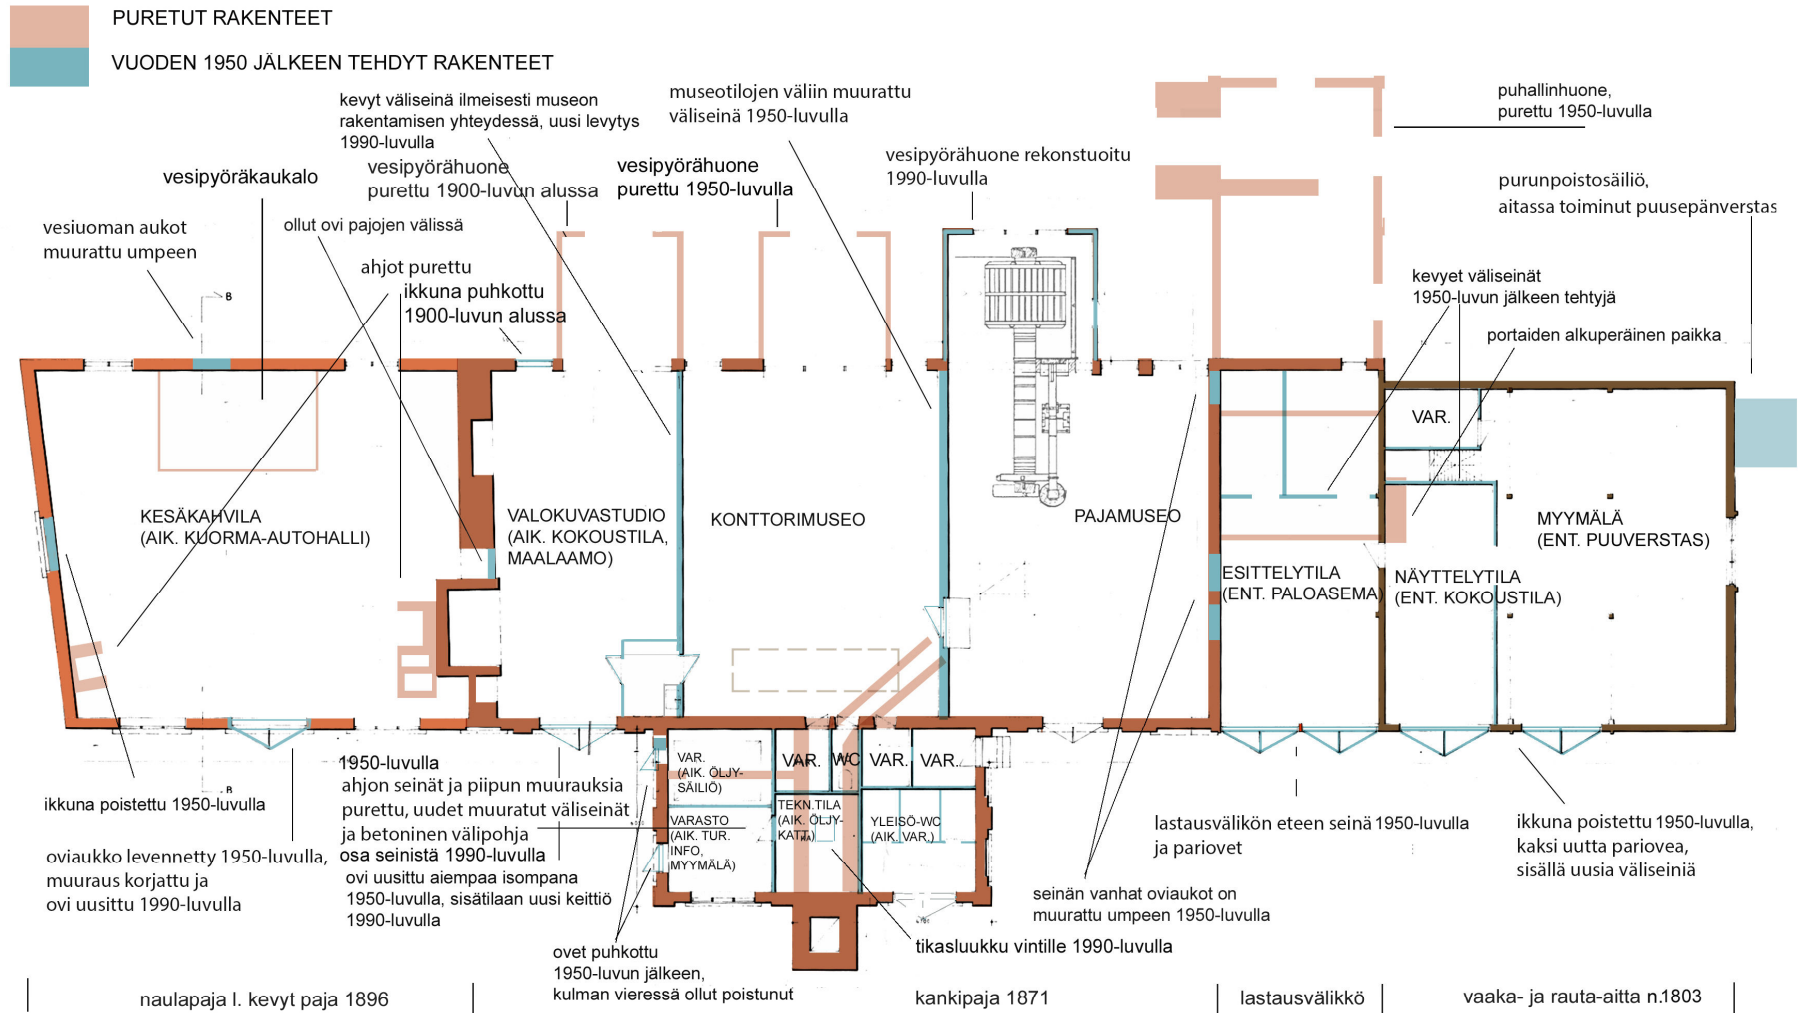 PURETUT RAKENTEET
VUODEN 1950 JÄLKEEN TEHDYT RAKENTEET
kevyt väliseinä ilmeisesti museon
rakentamisen yhteydessä, uusi levytys
1990-luvulla
museotilojen väliin muurattu
väliseinä 1950-luvulla
puhallinhuone,
purettu 1950-luvulla
vesipyöräkaukalo
vesipyörähuone
purettu 1900-luvun alussa
vesipyörähuone
purettu 1950-luvulla
vesipyörähuone rekonstuoitu
1990-luvulla
purunpoistosäiliö,
aitassa toiminut puusepänverstas
vesiuoman aukot
muurattu umpeen
ollut ovi pajojen välissä
ahjot purettu
ikkuna puhkottu
1900-luvun alussa
kevyet väliseinät
1950-luvun jälkeen tehtyjä
portaiden alkuperäinen paikka
B
VAR.
KESÄKAHVILA
(AIK. KUORMA-AUTOHALLI)
VALOKUVASTUDIO
(AIK. KOKOUSTILA,
MAALAAMO)
KONTTORIMUSEO
PAJAMUSEO
MYYMÄLÄ
(ENT. PUUVERSTAS)
ESITTELYTILA
(ENT. PALOASEMA)
NÄYTTELYTILA
(ENT. KOKOUSTILA)
VAR.
(AIK. ÖLJY-
SÄILIÖ)
VAR.
WC
VAR.
VAR.
VARASTO
(AIK. TUR.
INFO,
MYYMÄLÄ)
TEKN.TILA
(AIK. ÖLJY-
KATT.)
YLEISÖ-WC
(AIK. VAR.)
B
ikkuna poistettu 1950-luvulla
oviaukko levennetty 1950-luvulla,
muuraus korjattu ja
ovi uusittu 1990-luvulla
1950-luvulla
ahjon seinät ja piipun muurauksia
purettu, uudet muuratut väliseinät
ja betoninen välipohja
osa seinistä 1990-luvulla
ovi uusittu aiempaa isompana
1950-luvulla, sisätilaan uusi keittiö
1990-luvulla
ovet puhkottu
1950-luvun jälkeen,
kulman vieressä ollut poistunut
tikasluukku vintille 1990-luvulla
seinän vanhat oviaukot on
muurattu umpeen 1950-luvulla
lastausvälikön eteen seinä 1950-luvulla
ja pariovet
ikkuna poistettu 1950-luvulla,
kaksi uutta pariovea,
sisällä uusia väliseiniä
naulapaja l. kevyt paja 1896
kankipaja 1871
lastausvälikkö
vaaka- ja rauta-aitta n.1803